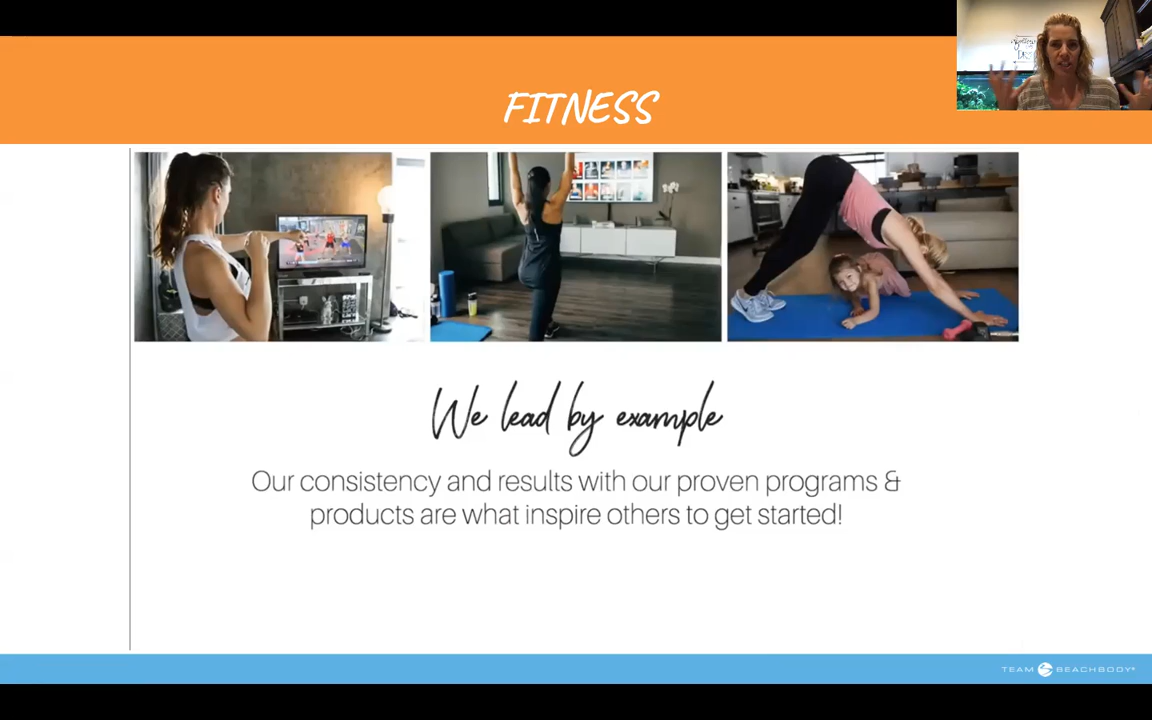 FITNESS
We lead by example
Our consistency and results with our proven programs &
products are what inspire others to get started!
TEAM BEACHBODY®